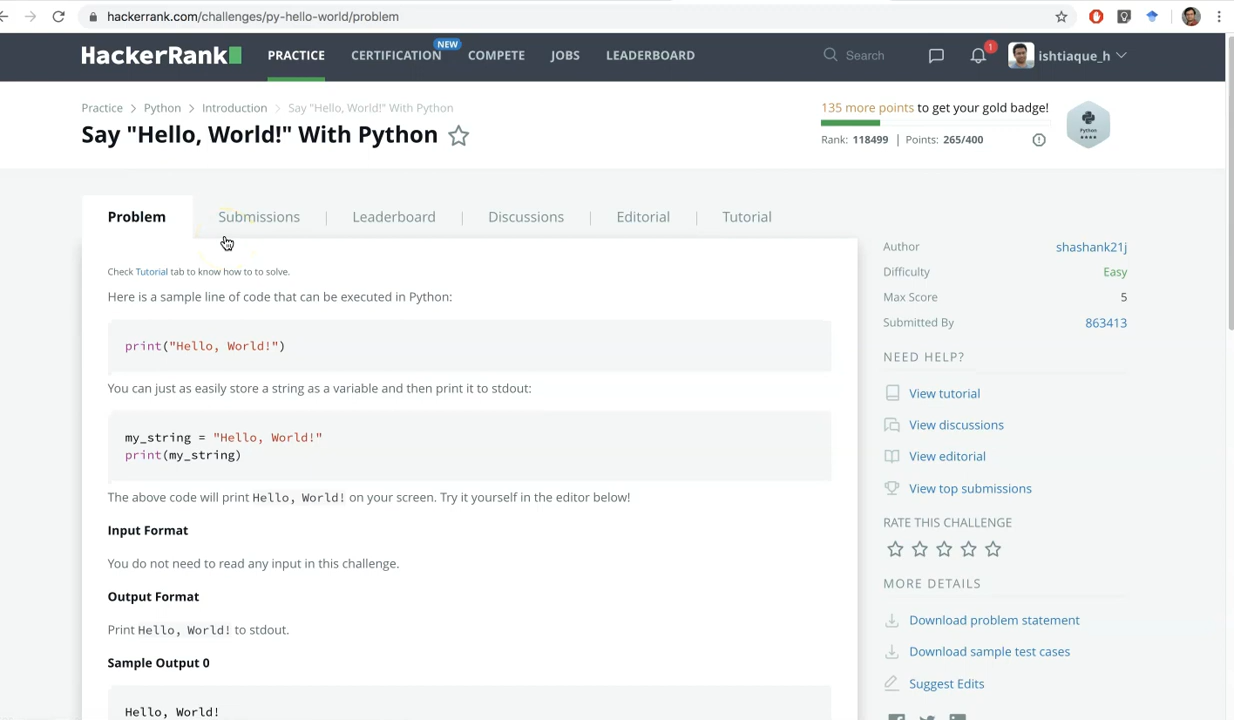 hackerrank.com/challenges/py-hello-world/problem
HackerRank PRACTICE CERTIFICATION NEW COMPETE JOBS LEADERBOARD Search 1 ishtiaque_h
Practice > Python > Introduction > Say "Hello, World!" With Python
135 more points to get your gold badge!
Say "Hello, World!" With Python
Rank: 118499 | Points: 265/400
Python
Problem Submissions | Leaderboard | Discussions | Editorial | Tutorial
Check Tutorial tab to know how to to solve.
Here is a sample line of code that can be executed in Python:
print("Hello, World!")
You can just as easily store a string as a variable and then print it to stdout:
my_string = "Hello, World!"
print(my_string)
The above code will print Hello, World! on your screen. Try it yourself in the editor below!
Input Format
You do not need to read any input in this challenge.
Output Format
Print Hello, World! to stdout.
Sample Output 0
Hello, World!
Author shashank21j
Difficulty Easy
Max Score 5
Submitted By 863413
NEED HELP?
View tutorial
View discussions
View editorial
View top submissions
RATE THIS CHALLENGE
MORE DETAILS
Download problem statement
Download sample test cases
Suggest Edits